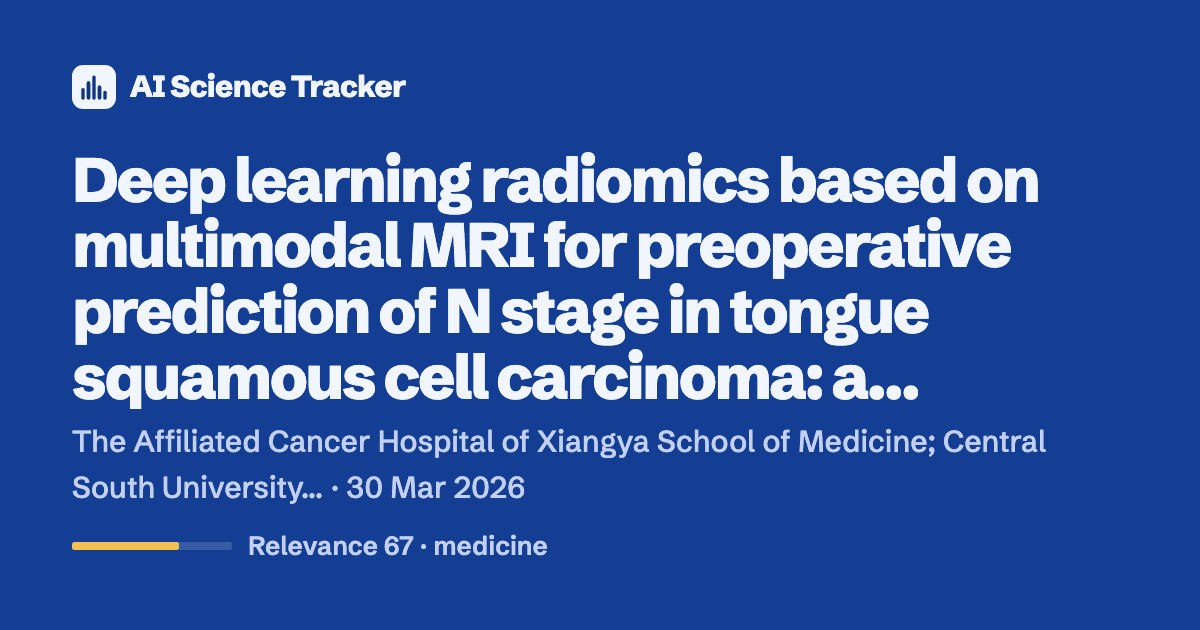 AI Science Tracker
Deep learning radiomics based on
multimodal MRI for preoperative
prediction of N stage in tongue
squamous cell carcinoma: a...
The Affiliated Cancer Hospital of Xiangya School of Medicine; Central
South University... · 30 Mar 2026
Relevance 67 · medicine